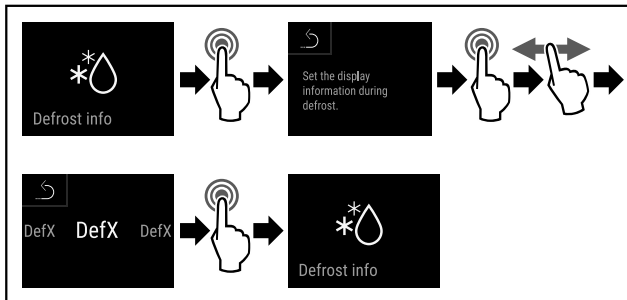 Defrost info
Set the display
information during
defrost.
DefX DefX DefX
Defrost info